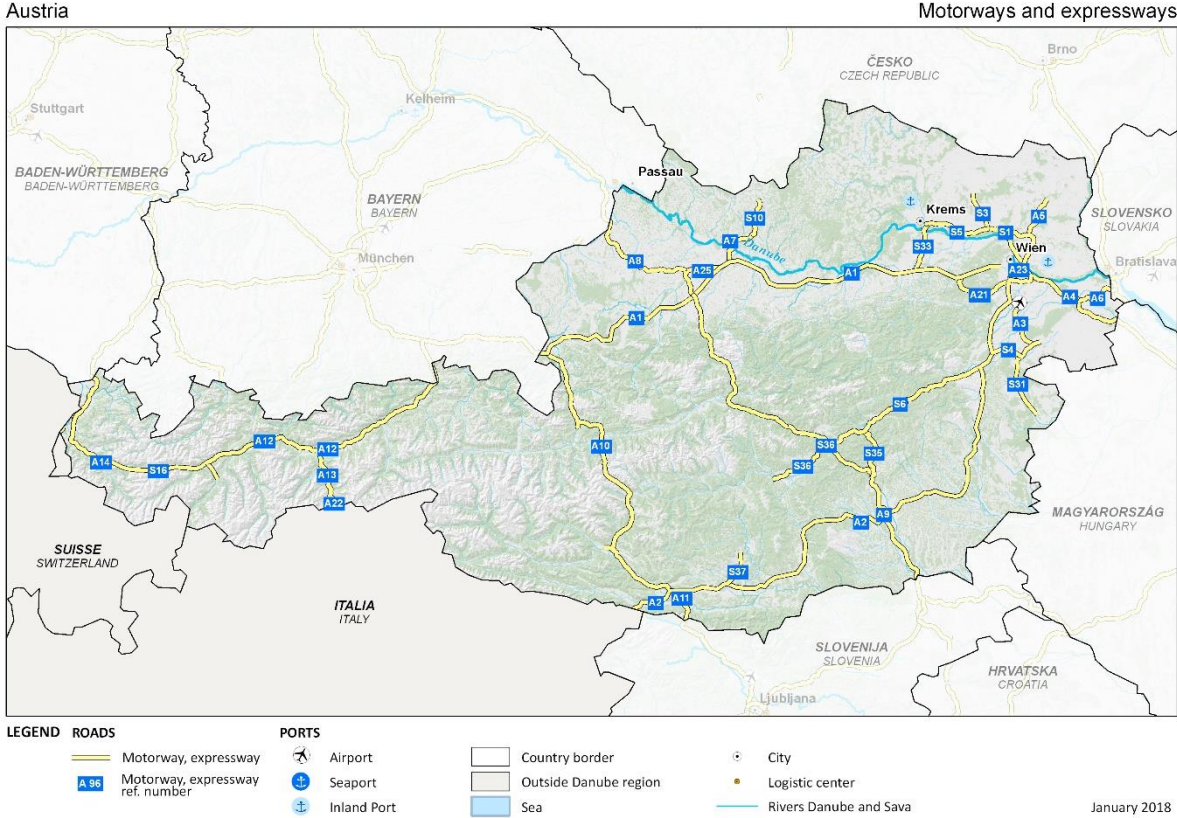 Austria
Motorways and expressways
Brno
ČESKO
CZECH REPUBLIC
Stuttgart
Kelheim
BADEN-WÜRTTEMBERG
BADEN-WÜRTTEMBERG
Passau
BAYERN
BAYERN
SLOVENSKO
SLOVAKIA
Krems
S3
A5
S10
S5
S1
A7
S33
Wien
Danube
München
A8
A25
A1
A23
Bratislava
A21
A4
A6
A1
A3
S4
S31
S6
A12
A12
A10
S36
S35
A14
S16
A13
S36
A22
A2
A9
MAGYARORSZÁG
HUNGARY
SUISSE
SWITZERLAND
S37
ITALIA
ITALY
A2
A11
SLOVENIJA
SLOVENIA
HRVATSKA
CROATIA
Ljubljana
LEGEND
ROADS
Motorway, expressway
A 96
Motorway, expressway
ref. number
PORTS
Airport
Seaport
Inland Port
Country border
Outside Danube region
Sea
City
Logistic center
Rivers Danube and Sava
January 2018